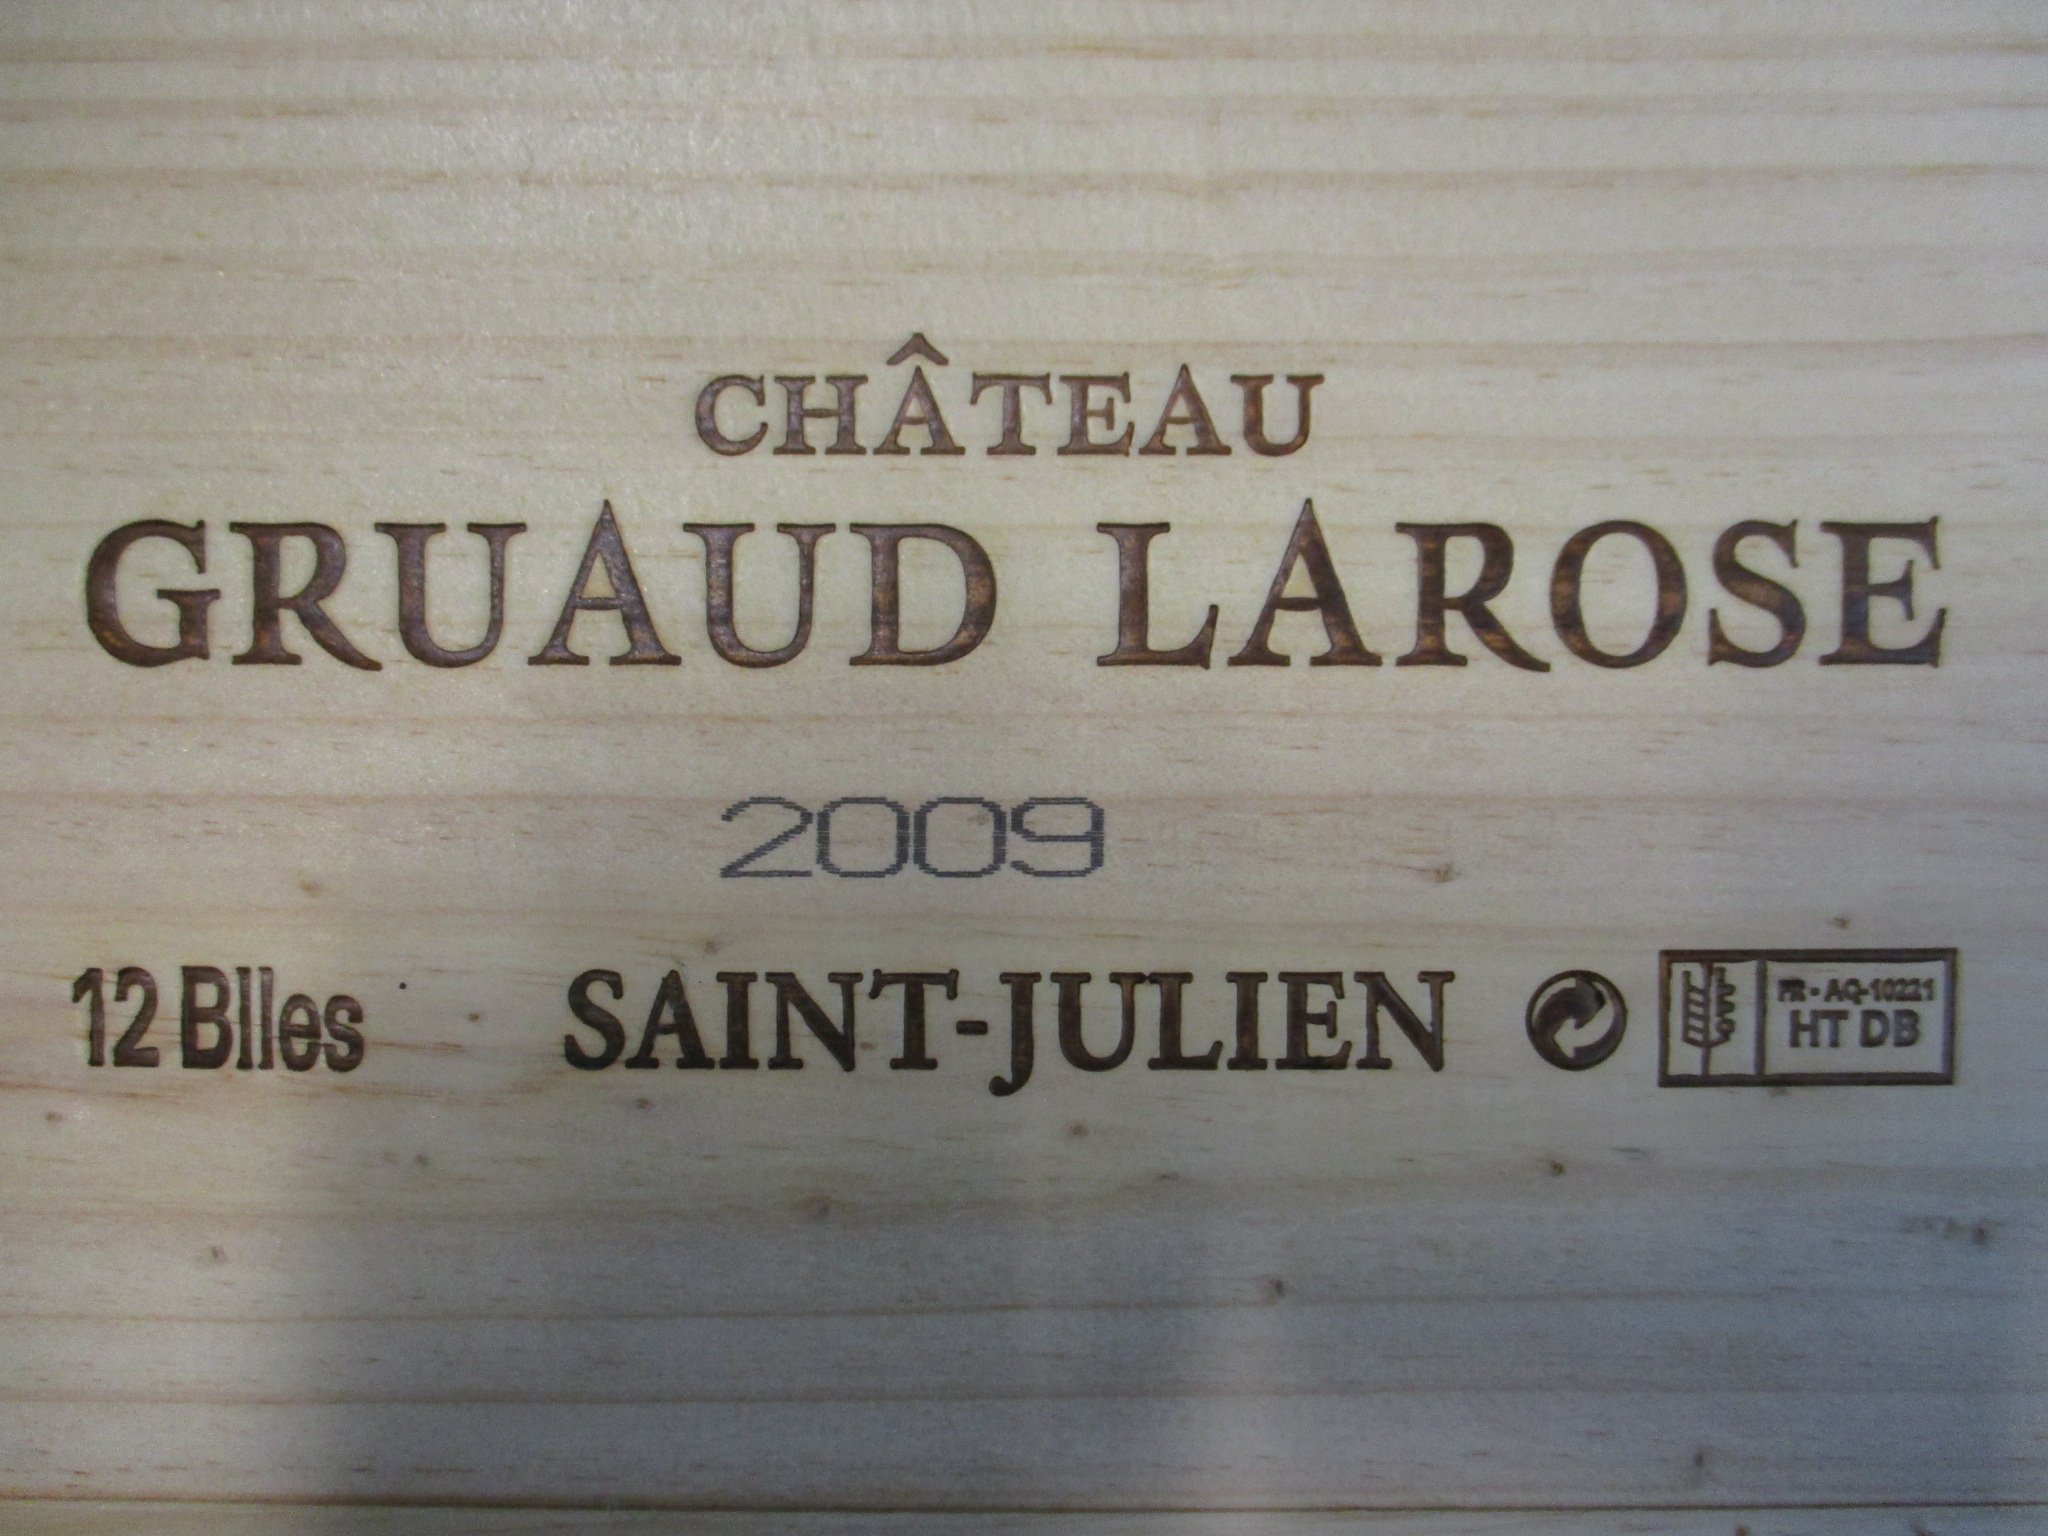 CHÂTEAU
GRUAUD LAROSE
2009
12 Blles SAINT-JULIEN
FR - AQ-10221
HT DB